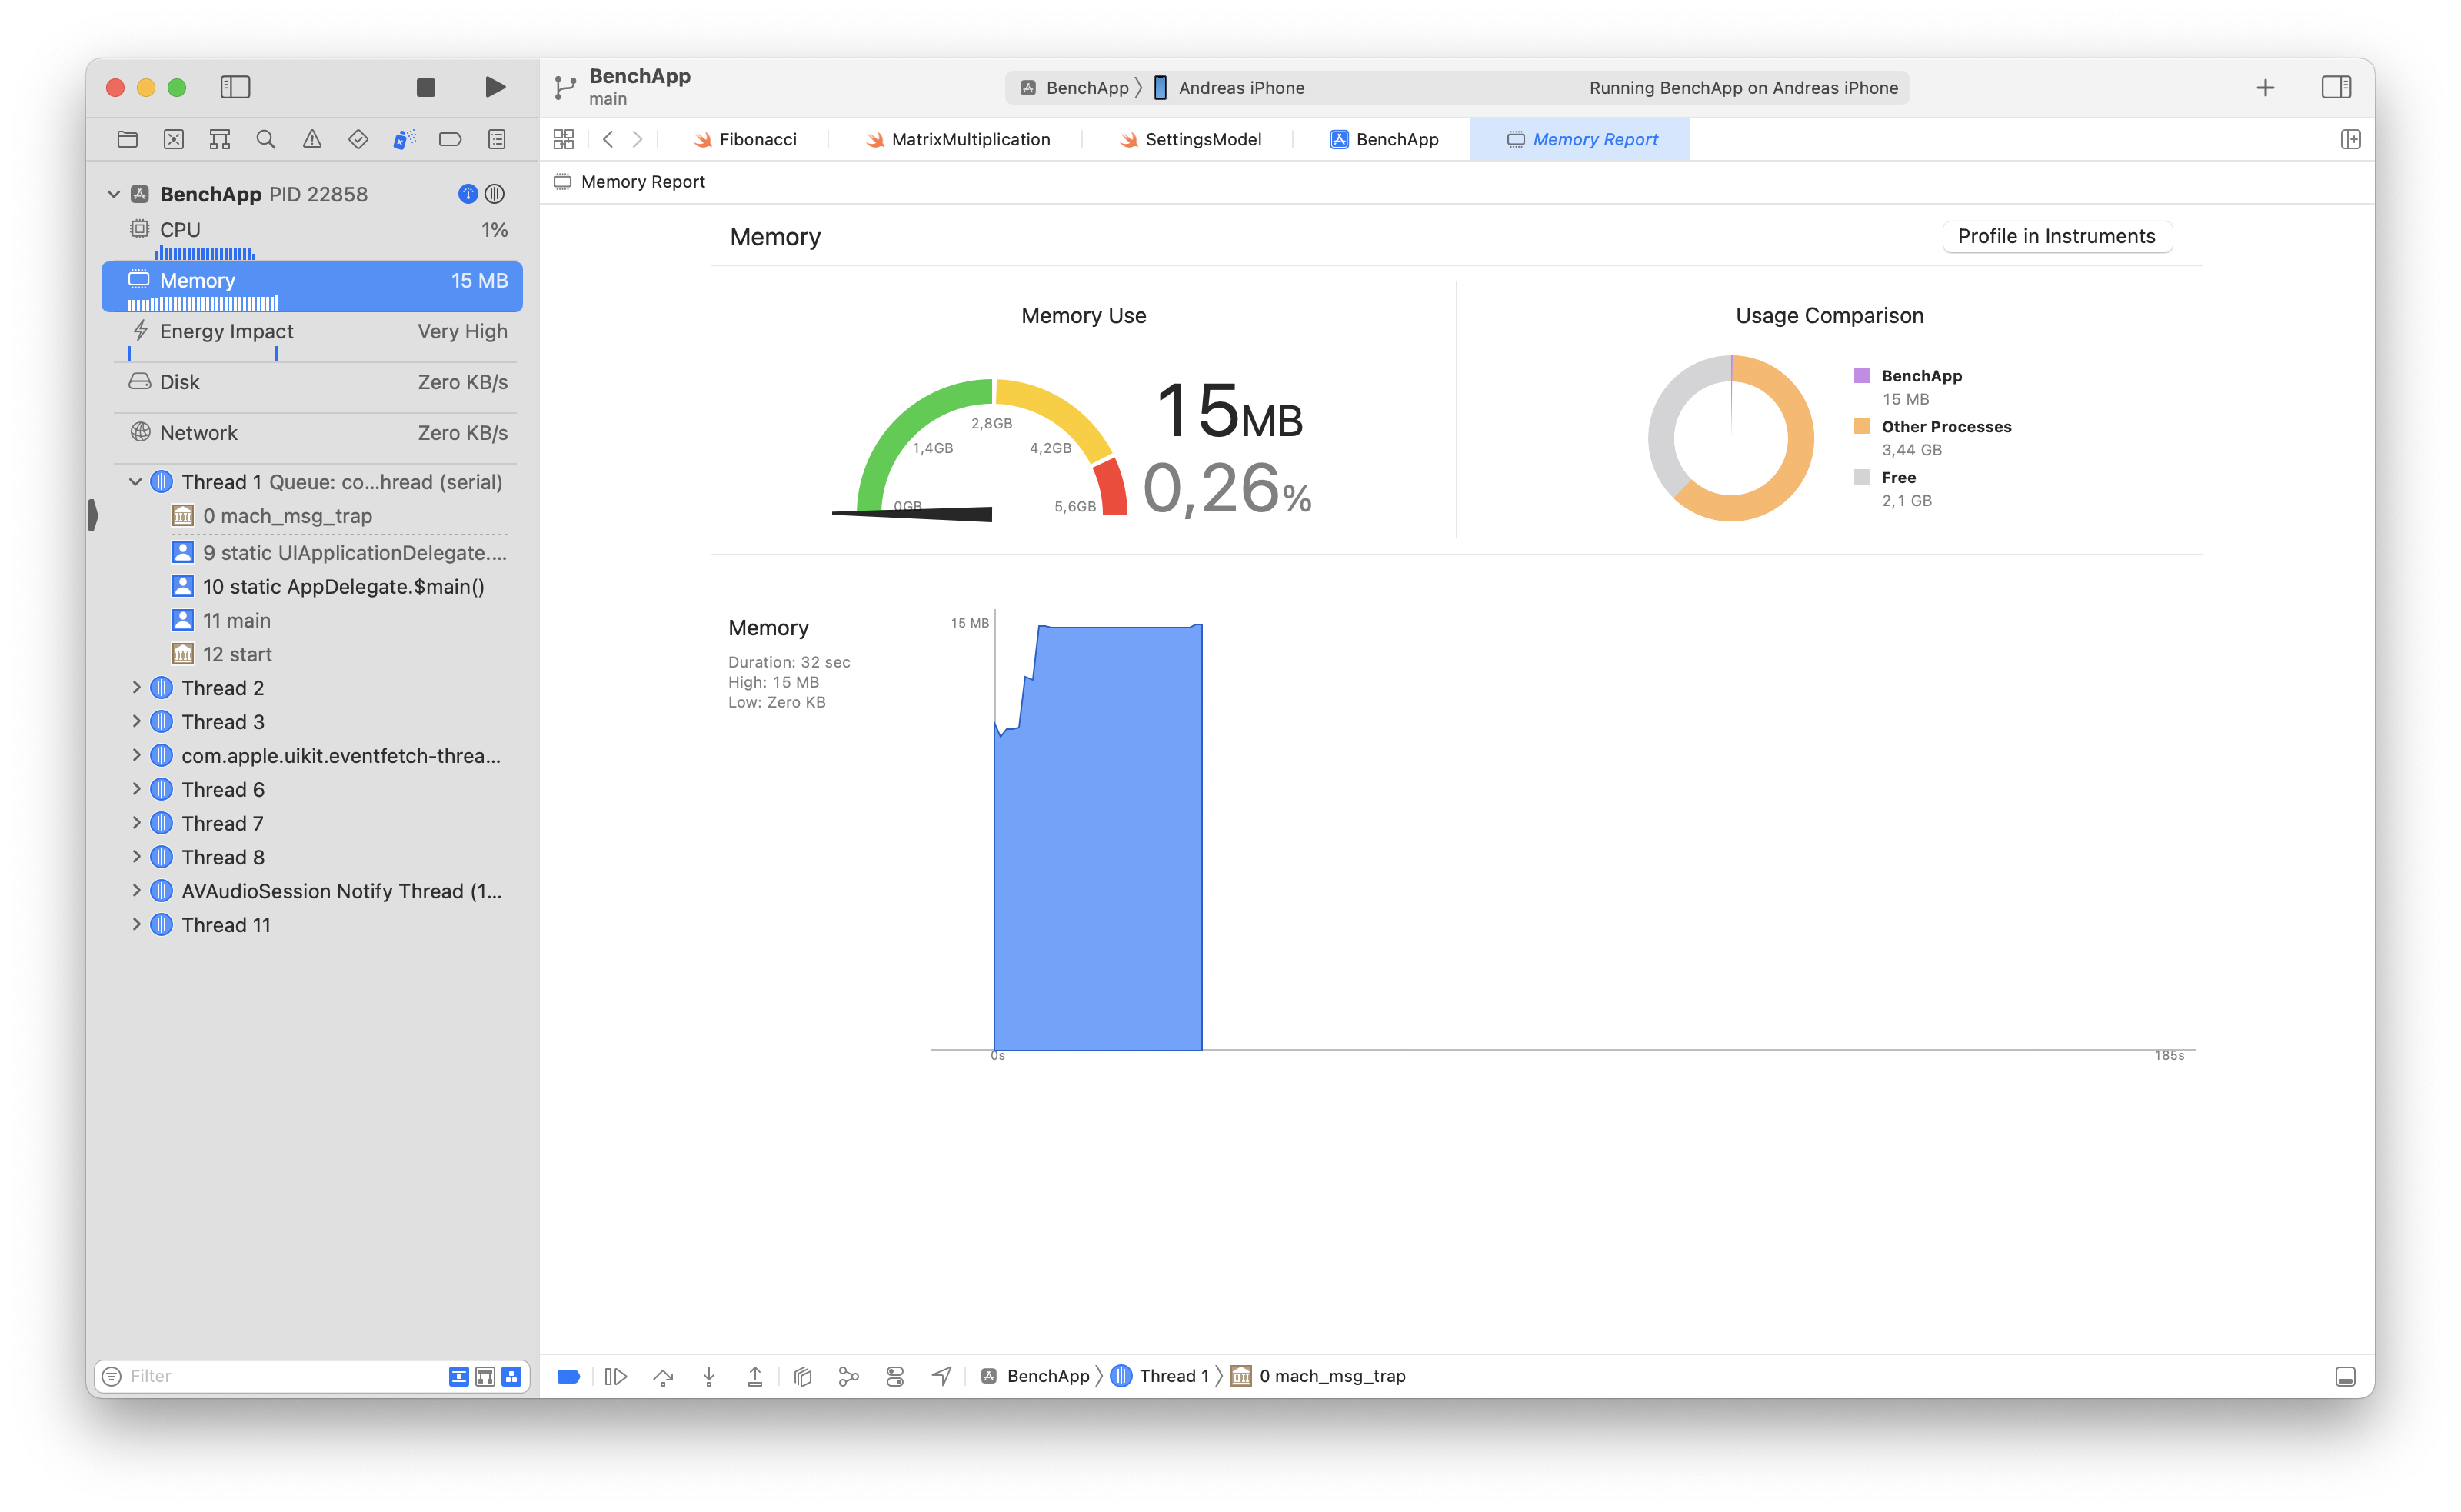 BenchApp
main
BenchApp
Andreas iPhone
Running BenchApp on Andreas iPhone
Fibonacci
MatrixMultiplication
SettingsModel
BenchApp
Memory Report
Memory Report
BenchApp PID 22858
CPU 1%
Memory 15 MB
Energy Impact Very High
Disk Zero KB/s
Network Zero KB/s
Thread 1 Queue: co...hread (serial)
0 mach_msg_trap
9 static UIApplicationDelegate....
10 static AppDelegate.$main()
11 main
12 start
Thread 2
Thread 3
com.apple.uikit.eventfetch-threa...
Thread 6
Thread 7
Thread 8
AVAudioSession Notify Thread (1...
Thread 11
Filter
Memory
Profile in Instruments
Memory Use
0GB
1,4GB
2,8GB
4,2GB
5,6GB
15MB
0,26%
Usage Comparison
BenchApp
15 MB
Other Processes
3,44 GB
Free
2,1 GB
Memory
Duration: 32 sec
High: 15 MB
Low: Zero KB
15 MB
0s
185s
BenchApp
Thread 1
0 mach_msg_trap